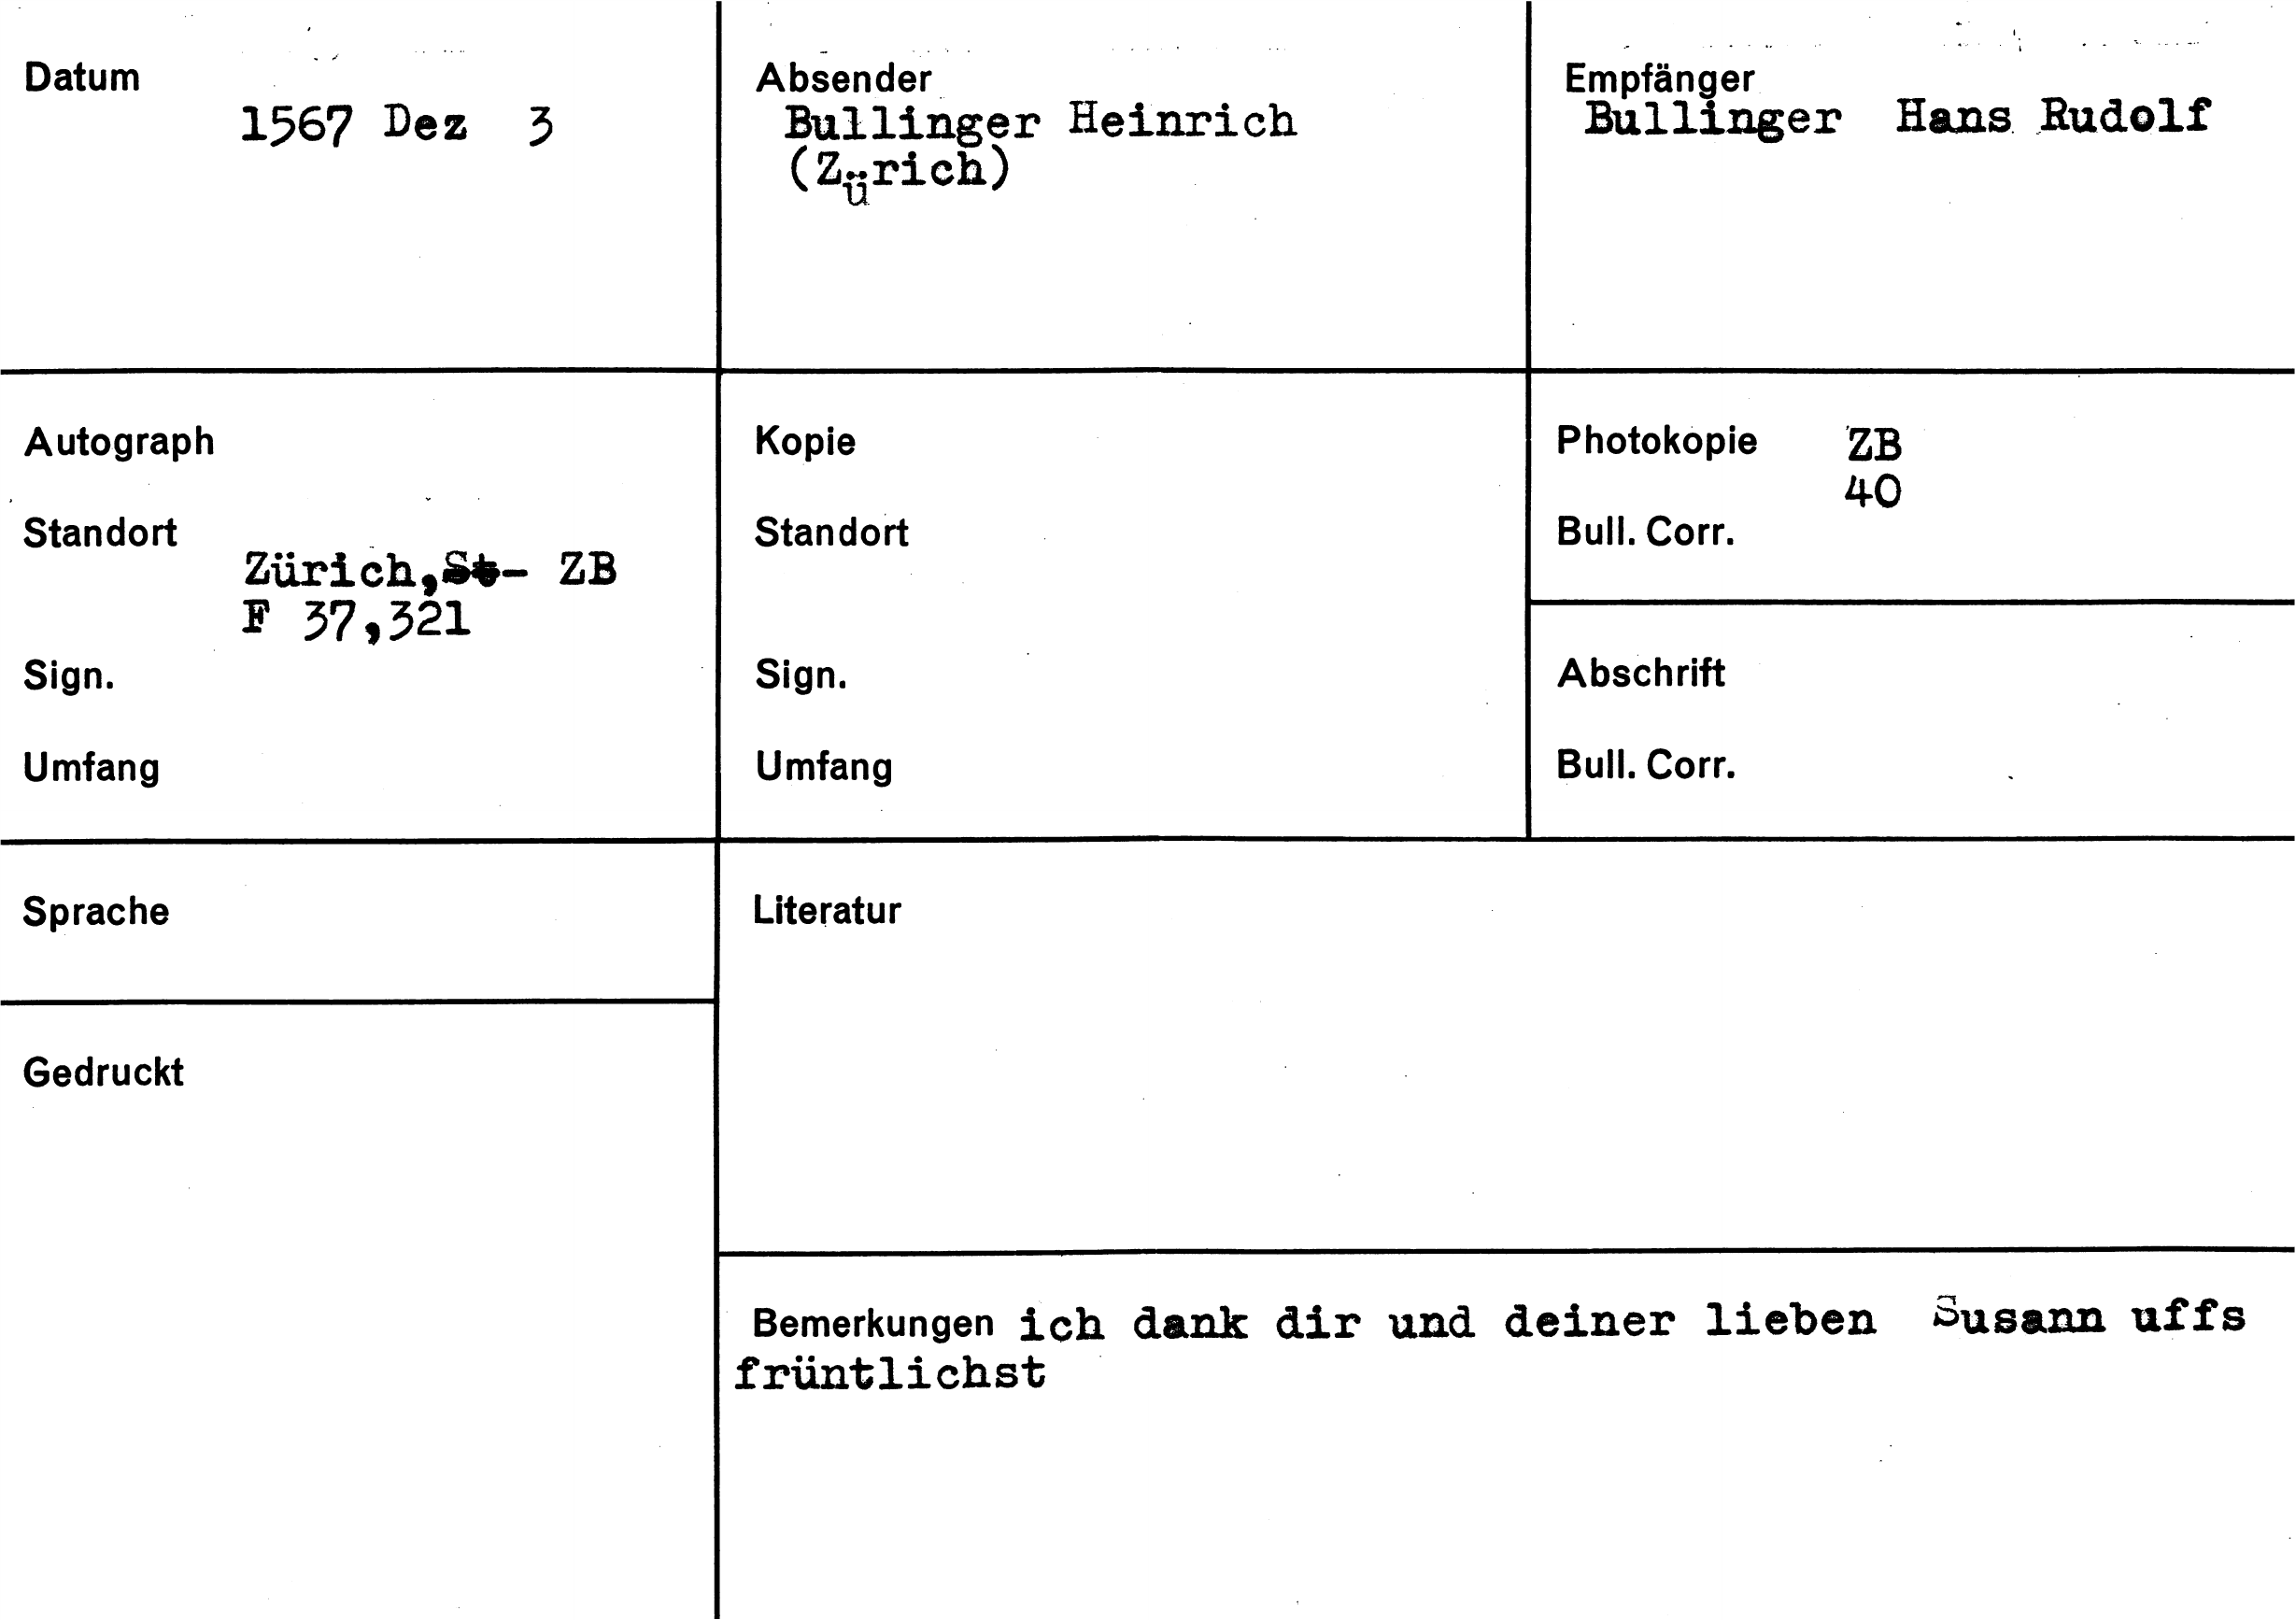 Datum
1567 Dez 3
Absender
Bullinger Heinrich
(Zürich)
Empfänger
Bullinger Hans Rudolf
Autograph
Standort
Zürich, St- ZB
F 37,321
Sign.
Umfang
Kopie
Standort
Sign.
Umfang
Photokopie ZB
40
Bull. Corr.
Abschrift
Bull. Corr.
Sprache
Gedruckt
Literatur
Bemerkungen ich dank dir und deiner lieben Susann uffs
früntlichst